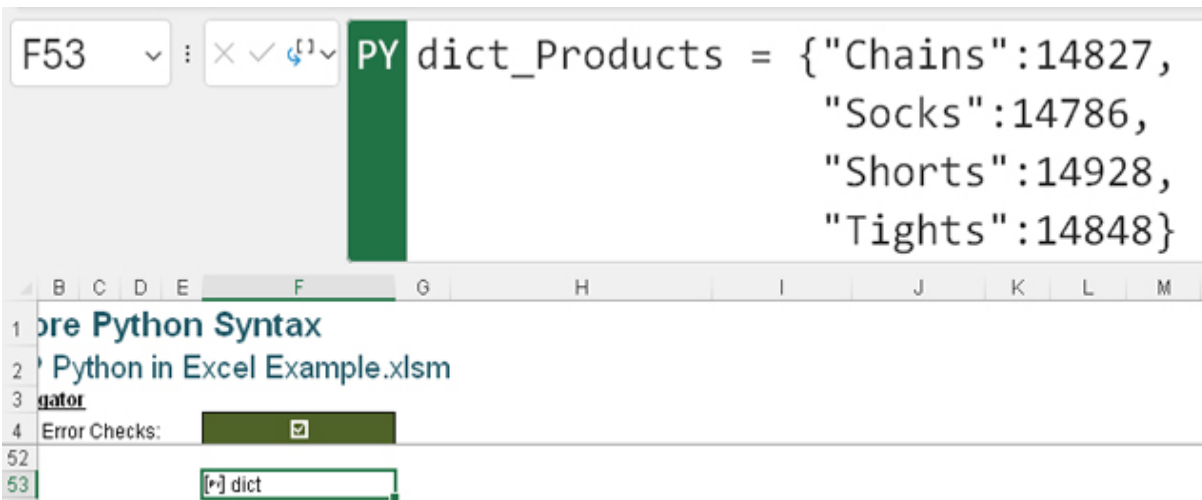 F53 PY dict_Products = {"Chains":14827,
"Socks":14786,
"Shorts":14928,
"Tights":14848}
B C D E F G H I J K L M
1 ore Python Syntax
2 Python in Excel Example.xlsm
3 gator
4 Error Checks:
52
53 [PY] dict